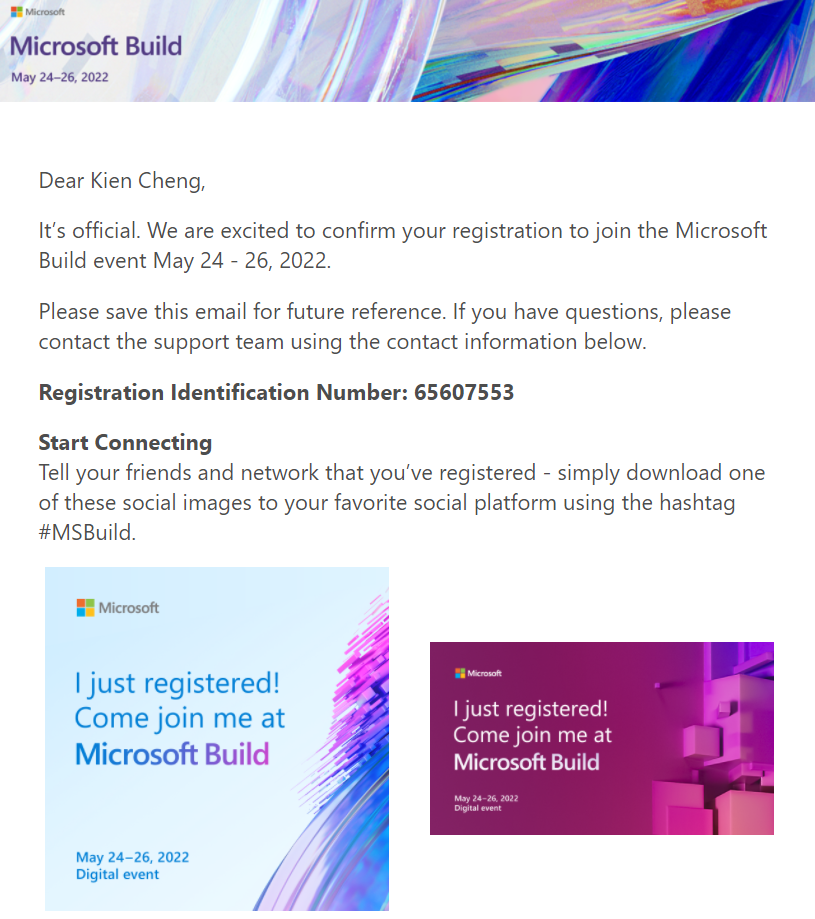 Microsoft
Microsoft Build
May 24–26, 2022
Dear Kien Cheng,
It’s official. We are excited to confirm your registration to join the Microsoft
Build event May 24 - 26, 2022.
Please save this email for future reference. If you have questions, please
contact the support team using the contact information below.
Registration Identification Number: 65607553
Start Connecting
Tell your friends and network that you’ve registered - simply download one
of these social images to your favorite social platform using the hashtag
#MSBuild.
Microsoft
I just registered!
Come join me at
Microsoft Build
May 24–26, 2022
Digital event
Microsoft
I just registered!
Come join me at
Microsoft Build
May 24–26, 2022
Digital event